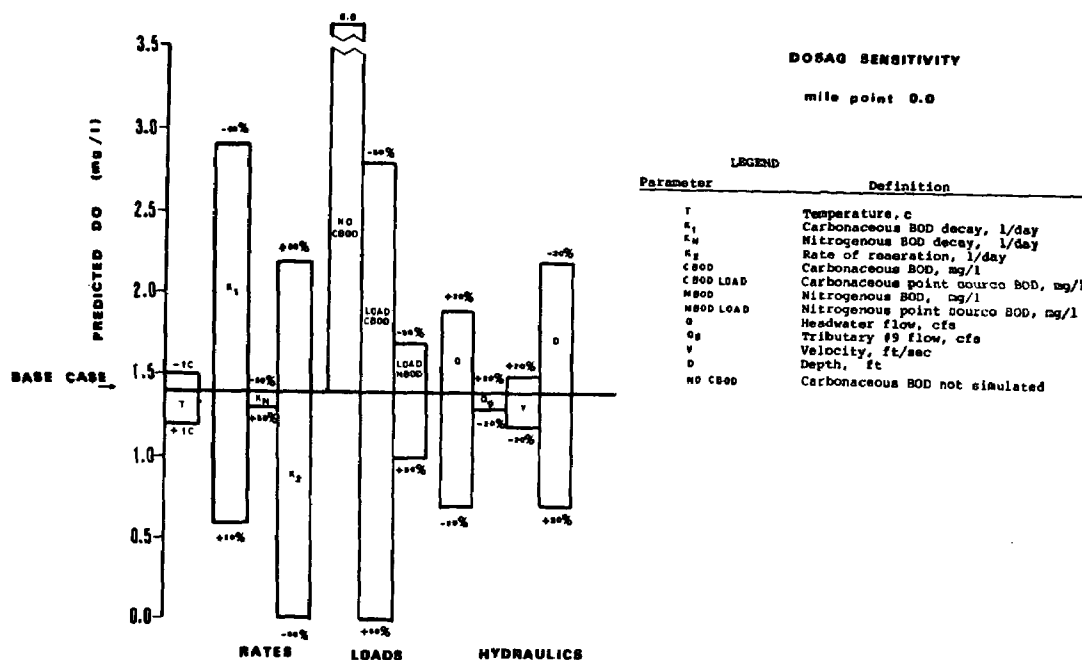 DOSAG SENSITIVITY
mile point 0.0
PREDICTED DO (mg/l)
3.5
3.0
2.5
2.0
1.5
1.0
0.5
0.0
BASE CASE
-1C
T
+1C
K1
KN
K2
NO CBOD
LOAD CBOD
LOAD NBOD
Q
+20%
-20%
V
-20%
D
RATES
LOADS
HYDRAULICS
LEGEND
Parameter Definition
T Temperature, c
K1 Carbonaceous BOD decay, 1/day
KN Nitrogenous BOD decay, 1/day
K2 Rate of reaeration, 1/day
CBOD Carbonaceous BOD, mg/l
CBOD LOAD Carbonaceous point source BOD, mg/l
NBOD Nitrogenous BOD, mg/l
NBOD LOAD Nitrogenous point source BOD, mg/l
Q Headwater flow, cfs
Tributary #9 flow, cfs
V Velocity, ft/sec
D Depth, ft
NO CBOD Carbonaceous BOD not simulated